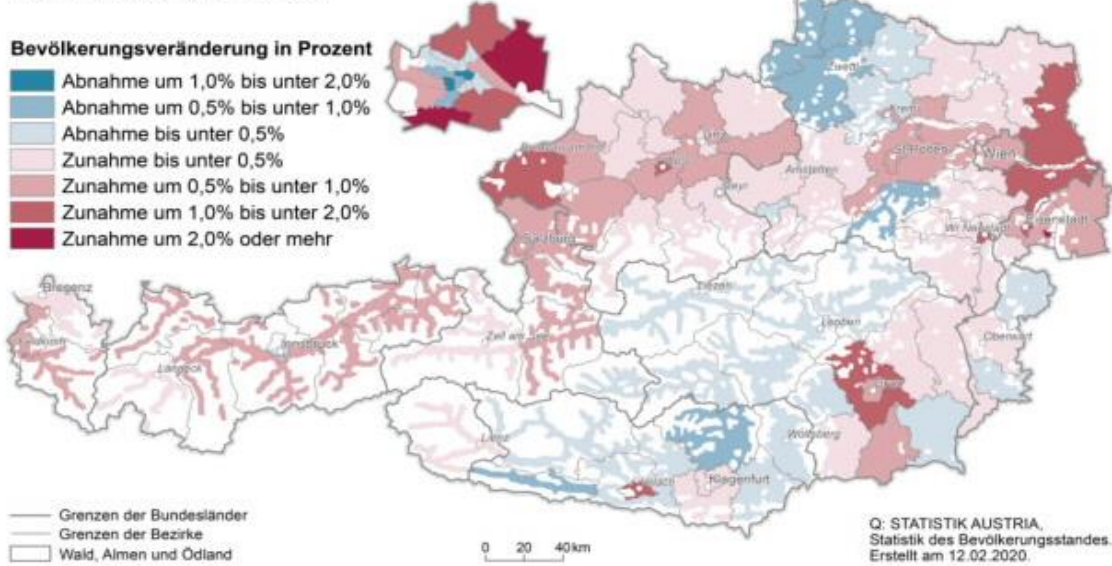 Bevölkerungsveränderung in Prozent
Abnahme um 1,0% bis unter 2,0%
Abnahme um 0,5% bis unter 1,0%
Abnahme bis unter 0,5%
Zunahme bis unter 0,5%
Zunahme um 0,5% bis unter 1,0%
Zunahme um 1,0% bis unter 2,0%
Zunahme um 2,0% oder mehr
Zwettl
Krems
Linz
St. Pölten
Wien
Amstetten
Steyr
Eisenstadt
Wr. Neustadt
Salzburg
Bregenz
Feldkirch
Innsbruck
Landeck
Zell am See
Liezen
Leoben
Oberwart
Graz
Wolfsberg
Lienz
Villach
Klagenfurt
Grenzen der Bundesländer
Grenzen der Bezirke
Wald, Almen und Ödland
0 20 40 km
Q: STATISTIK AUSTRIA,
Statistik des Bevölkerungsstandes.
Erstellt am 12.02.2020.